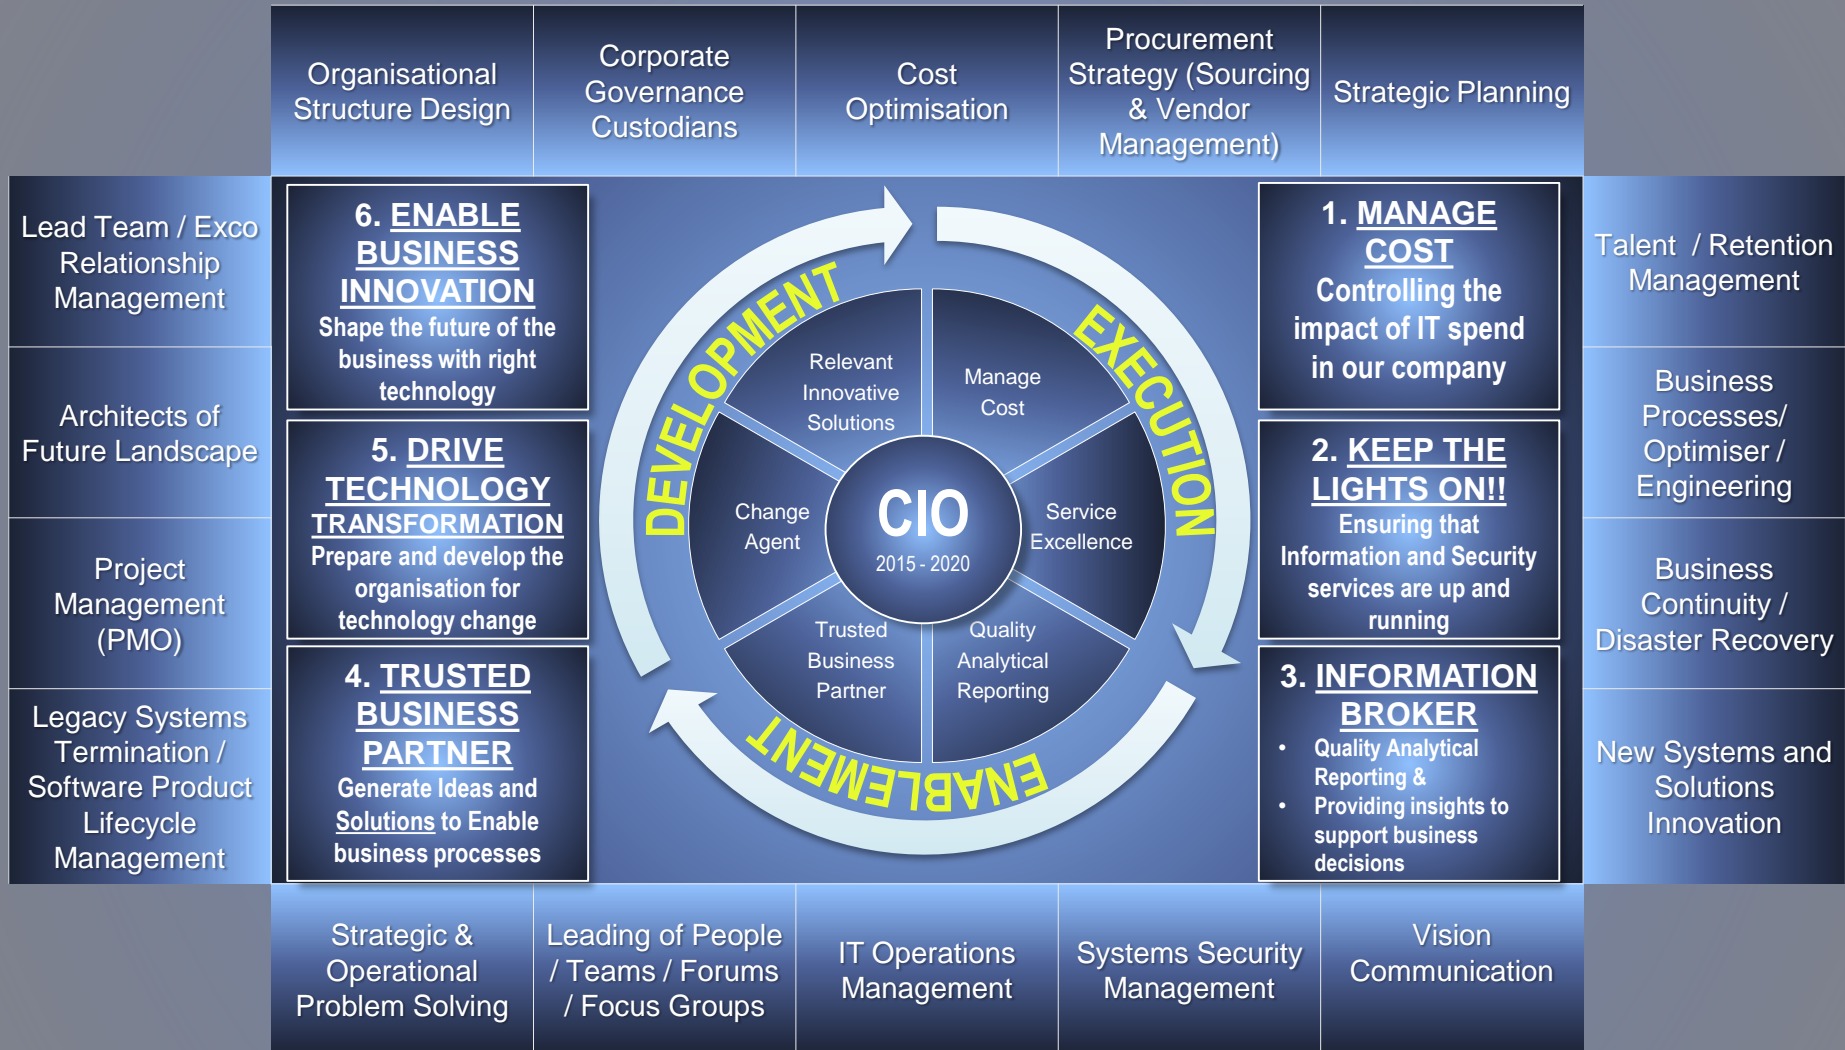 Organisational
Structure Design
Corporate
Governance
Custodians
Cost
Optimisation
Procurement
Strategy (Sourcing
& Vendor
Management)
Strategic Planning
Lead Team / Exco
Relationship
Management
Architects of
Future Landscape
Project
Management
(PMO)
Legacy Systems
Termination /
Software Product
Lifecycle
Management
6. ENABLE
BUSINESS
INNOVATION
Shape the future of the
business with right
technology
5. DRIVE
TECHNOLOGY
TRANSFORMATION
Prepare and develop the
organisation for
technology change
4. TRUSTED
BUSINESS
PARTNER
Generate Ideas and
Solutions to Enable
business processes
DEVELOPMENT
EXECUTION
ENABLEMENT
Relevant
Innovative
Solutions
Manage
Cost
Change
Agent
CIO
2015 - 2020
Service
Excellence
Trusted
Business
Partner
Quality
Analytical
Reporting
1. MANAGE
COST
Controlling the
impact of IT spend
in our company
2. KEEP THE
LIGHTS ON!!
Ensuring that
Information and Security
services are up and
running
3. INFORMATION
BROKER
• Quality Analytical
Reporting &
• Providing insights to
support business
decisions
Talent / Retention
Management
Business
Processes/
Optimiser /
Engineering
Business
Continuity /
Disaster Recovery
New Systems and
Solutions
Innovation
Strategic &
Operational
Problem Solving
Leading of People
/ Teams / Forums
/ Focus Groups
IT Operations
Management
Systems Security
Management
Vision
Communication